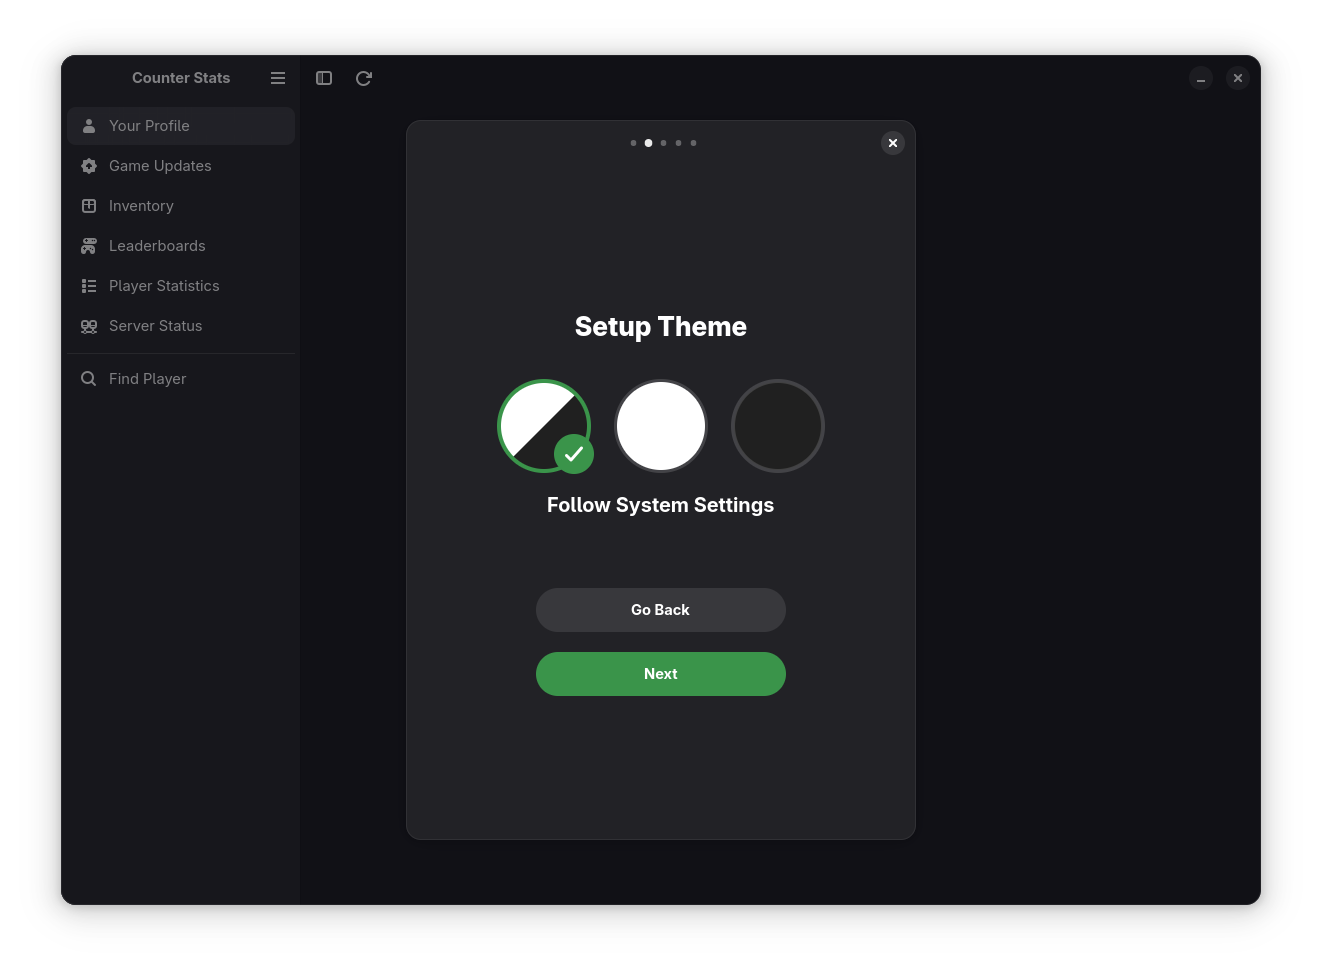 Counter Stats
Your Profile
Game Updates
Inventory
Leaderboards
Player Statistics
Server Status
Find Player
Setup Theme
Follow System Settings
Go Back
Next